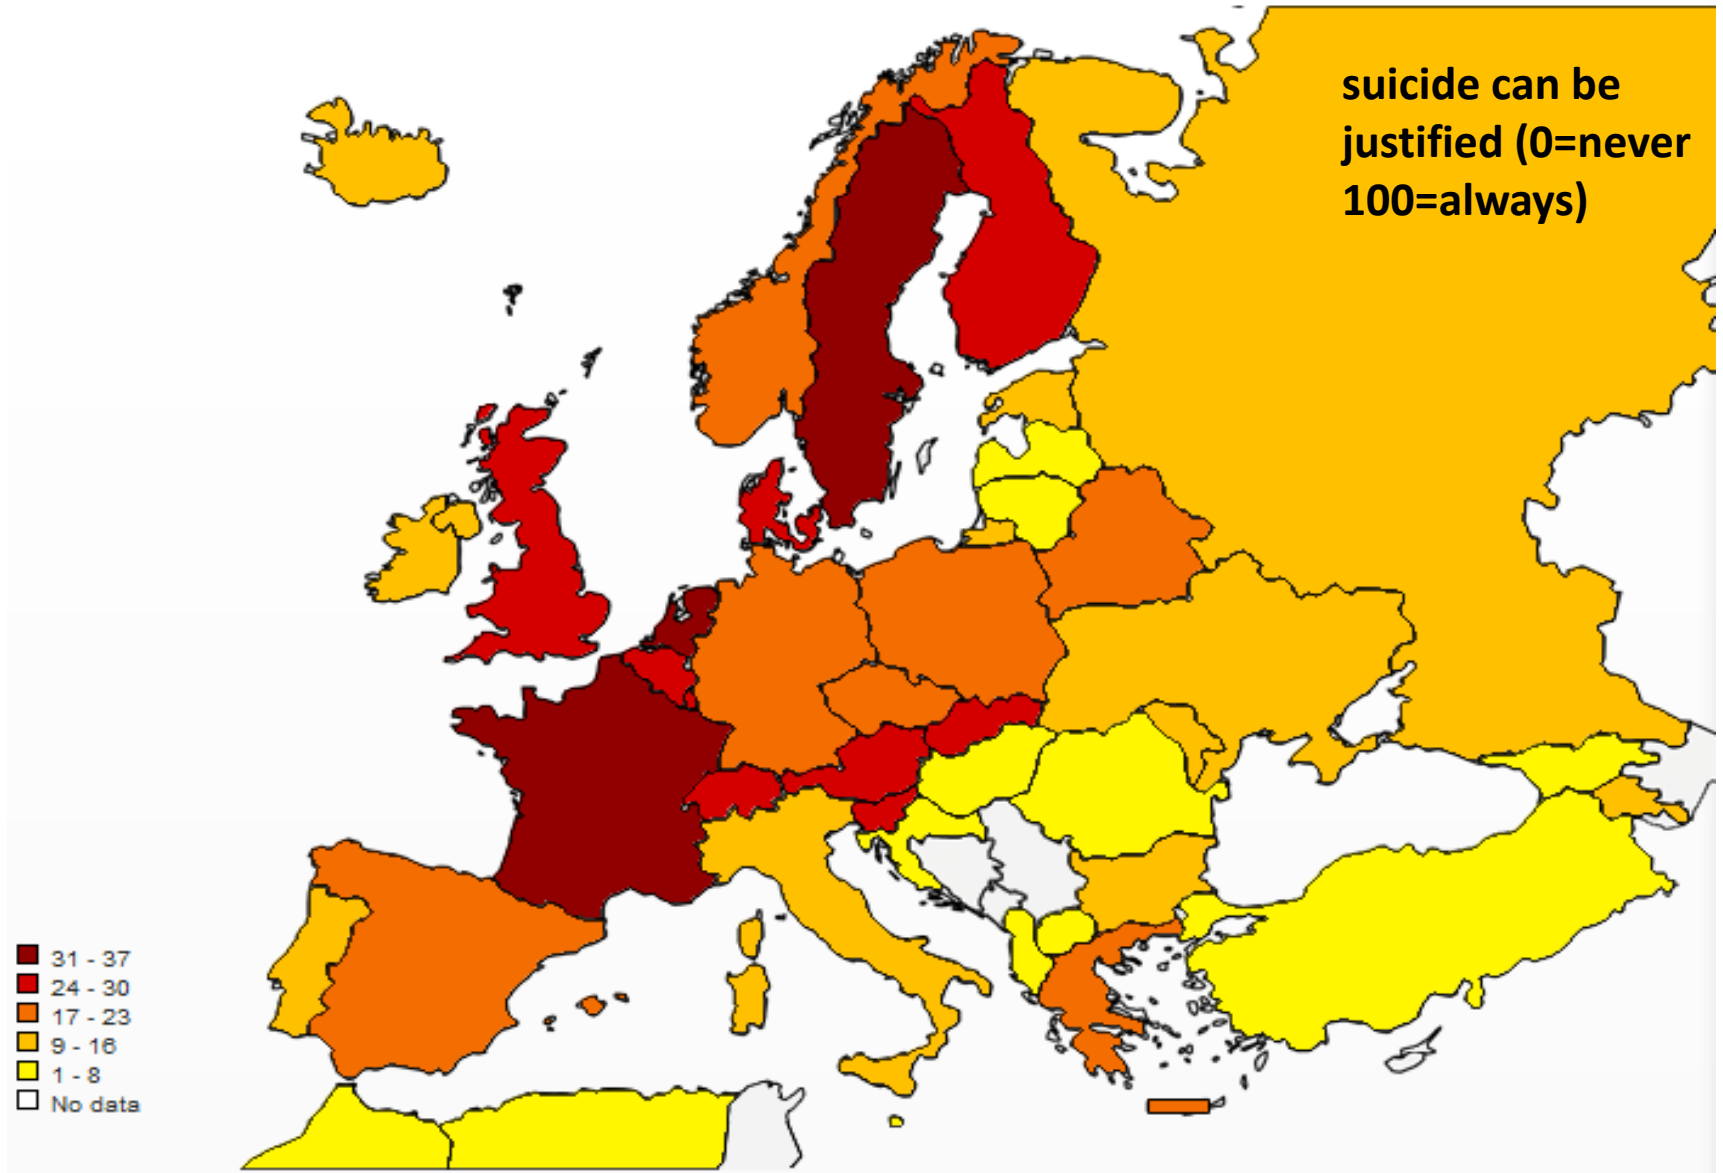 suicide can be
justified (0=never
100=always)
31 - 37
24 - 30
17 - 23
9 - 16
1 - 8
No data